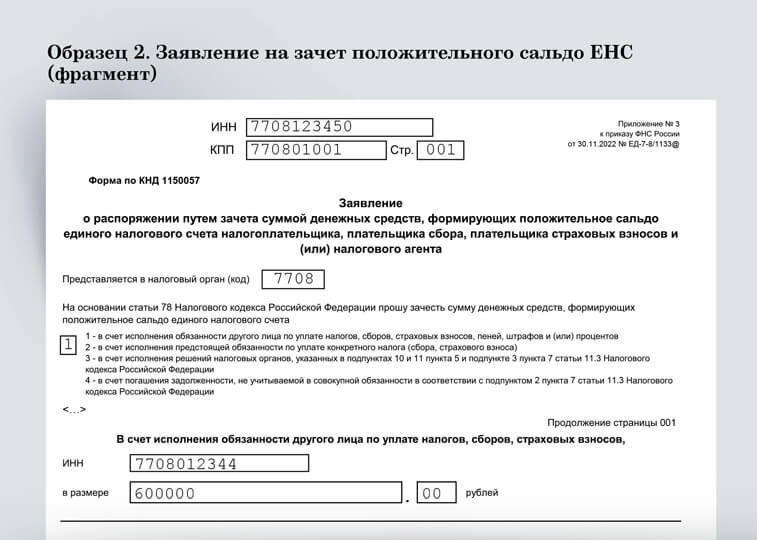 Образец 2. Заявление на зачет положительного сальдо ЕНС
(фрагмент)
ИНН 7708123450
КПП 770801001 Стр. 001
Приложение № 3
к приказу ФНС России
от 30.11.2022 № ЕД-7-8/1133@
Форма по КНД 1150057
Заявление
о распоряжении путем зачета суммой денежных средств, формирующих положительное сальдо
единого налогового счета налогоплательщика, плательщика сбора, плательщика страховых взносов и
(или) налогового агента
Представляется в налоговый орган (код) 7708
На основании статьи 78 Налогового кодекса Российской Федерации прошу зачесть сумму денежных средств, формирующих
положительное сальдо единого налогового счета
1
1 - в счет исполнения обязанности другого лица по уплате налогов, сборов, страховых взносов, пеней, штрафов и (или) процентов
2 - в счет исполнения предстоящей обязанности по уплате конкретного налога (сбора, страхового взноса)
3 - в счет исполнения решений налоговых органов, указанных в подпунктах 10 и 11 пункта 5 и подпункте 3 пункта 7 статьи 11.3 Налогового
кодекса Российской Федерации
4 - в счет погашения задолженности, не учитываемой в совокупной обязанности в соответствии с подпунктом 2 пункта 7 статьи 11.3 Налогового
кодекса Российской Федерации
<...>
Продолжение страницы 001
В счет исполнения обязанности другого лица по уплате налогов, сборов, страховых взносов,
ИНН 7708012344
в размере 600000 . 00 рублей